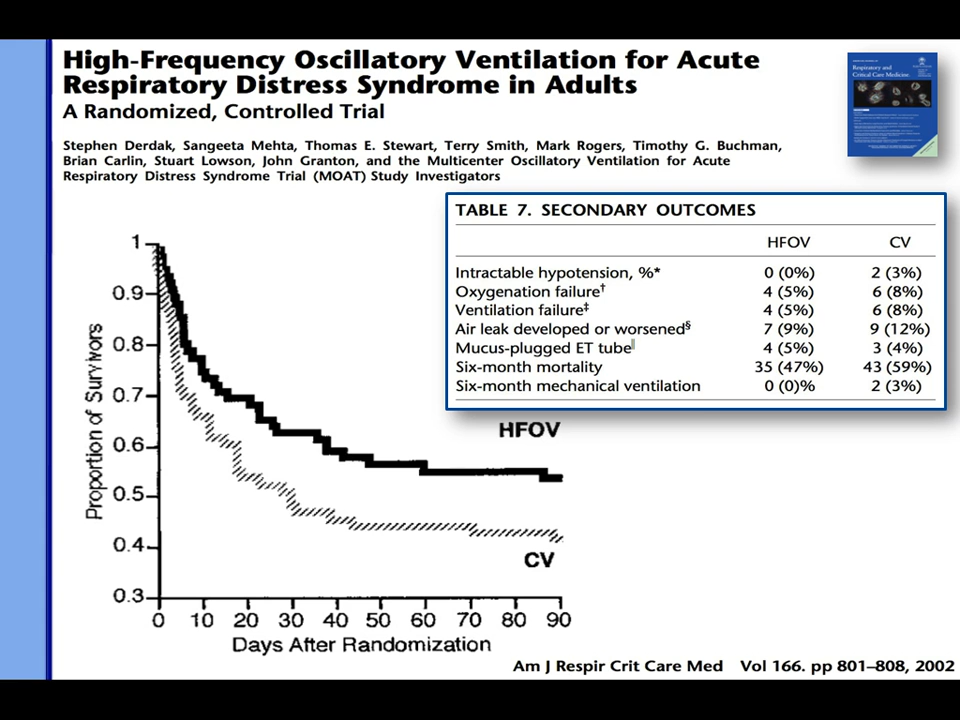 High-Frequency Oscillatory Ventilation for Acute
Respiratory Distress Syndrome in Adults
A Randomized, Controlled Trial
Stephen Derdak, Sangeeta Mehta, Thomas E. Stewart, Terry Smith, Mark Rogers, Timothy G. Buchman,
Brian Carlin, Stuart Lowson, John Granton, and the Multicenter Oscillatory Ventilation for Acute
Respiratory Distress Syndrome Trial (MOAT) Study Investigators
Respiratory and
Critical Care Medicine
TABLE 7. SECONDARY OUTCOMES
HFOV CV
Intractable hypotension, %* 0 (0%) 2 (3%)
Oxygenation failure† 4 (5%) 6 (8%)
Ventilation failure‡ 4 (5%) 6 (8%)
Air leak developed or worsened§ 7 (9%) 9 (12%)
Mucus-plugged ET tube‖ 4 (5%) 3 (4%)
Six-month mortality 35 (47%) 43 (59%)
Six-month mechanical ventilation 0 (0)% 2 (3%)
Proportion of Survivors
1
0.9
0.8
0.7
0.6
0.5
0.4
0.3
HFOV
CV
0 10 20 30 40 50 60 70 80 90
Days After Randomization
Am J Respir Crit Care Med Vol 166. pp 801–808, 2002